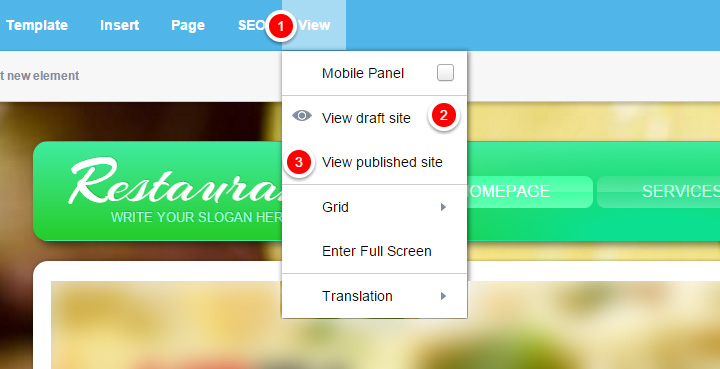 Template Insert Page SEO 1 View
t new element
Mobile Panel
View draft site 2
3 View published site
Restaura
WRITE YOUR SLOGAN HER
OMEPAGE SERVICES
Grid
Enter Full Screen
Translation